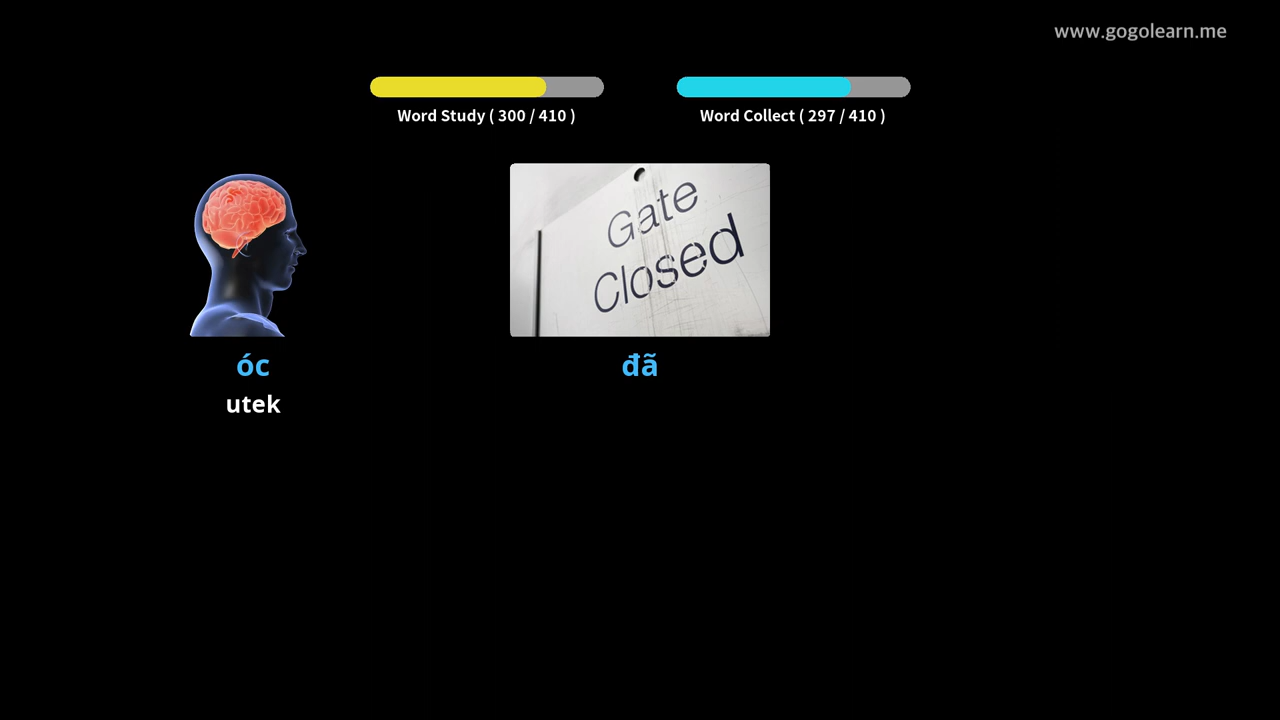 www.gogolearn.me
Word Study ( 300 / 410 )
Word Collect ( 297 / 410 )
Gate
Closed
óc
utek
đã